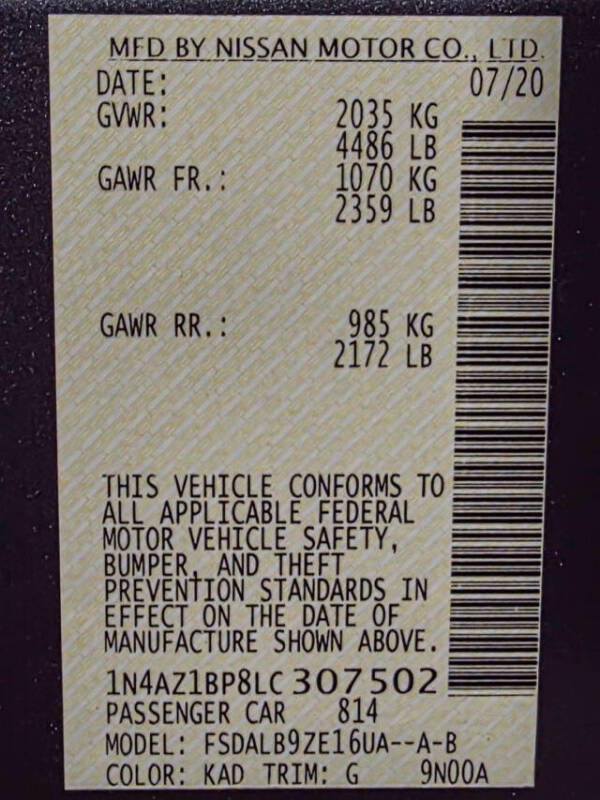 MFD BY NISSAN MOTOR CO., LTD.
DATE: 07/20
GVWR: 2035 KG
4486 LB
GAWR FR.: 1070 KG
2359 LB
GAWR RR.: 985 KG
2172 LB
THIS VEHICLE CONFORMS TO
ALL APPLICABLE FEDERAL
MOTOR VEHICLE SAFETY,
BUMPER, AND THEFT
PREVENTION STANDARDS IN
EFFECT ON THE DATE OF
MANUFACTURE SHOWN ABOVE.
1N4AZ1BP8LC 307502
PASSENGER CAR 814
MODEL: FSDALB9ZE16UA--A-B
COLOR: KAD TRIM: G 9N00A